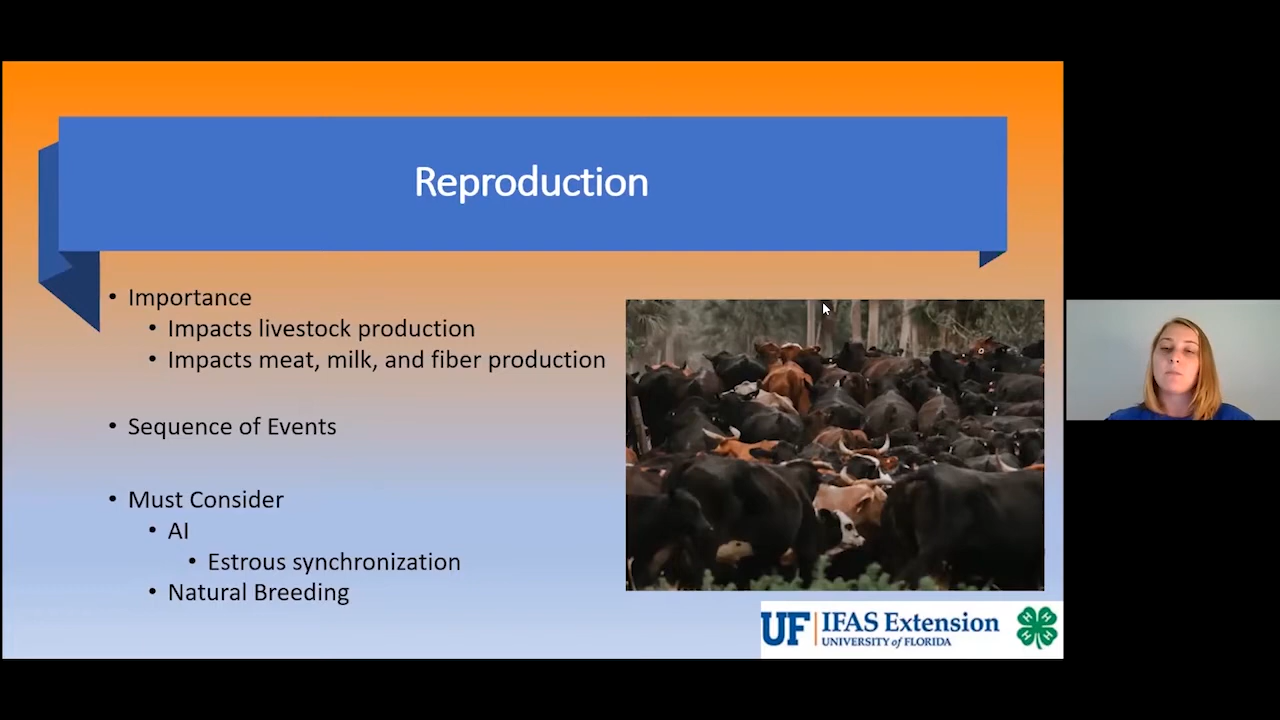 Reproduction
• Importance
• Impacts livestock production
• Impacts meat, milk, and fiber production
• Sequence of Events
• Must Consider
• AI
• Estrous synchronization
• Natural Breeding
UF IFAS Extension
UNIVERSITY of FLORIDA
H H H H